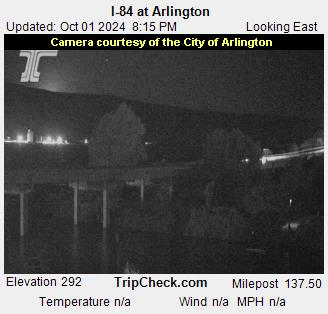 I-84 at Arlington
Updated: Oct 01 2024 8:15 PM Looking East
Camera courtesy of the City of Arlington
Elevation 292 TripCheck.com Milepost 137.50
Temperature n/a Wind n/a MPH n/a